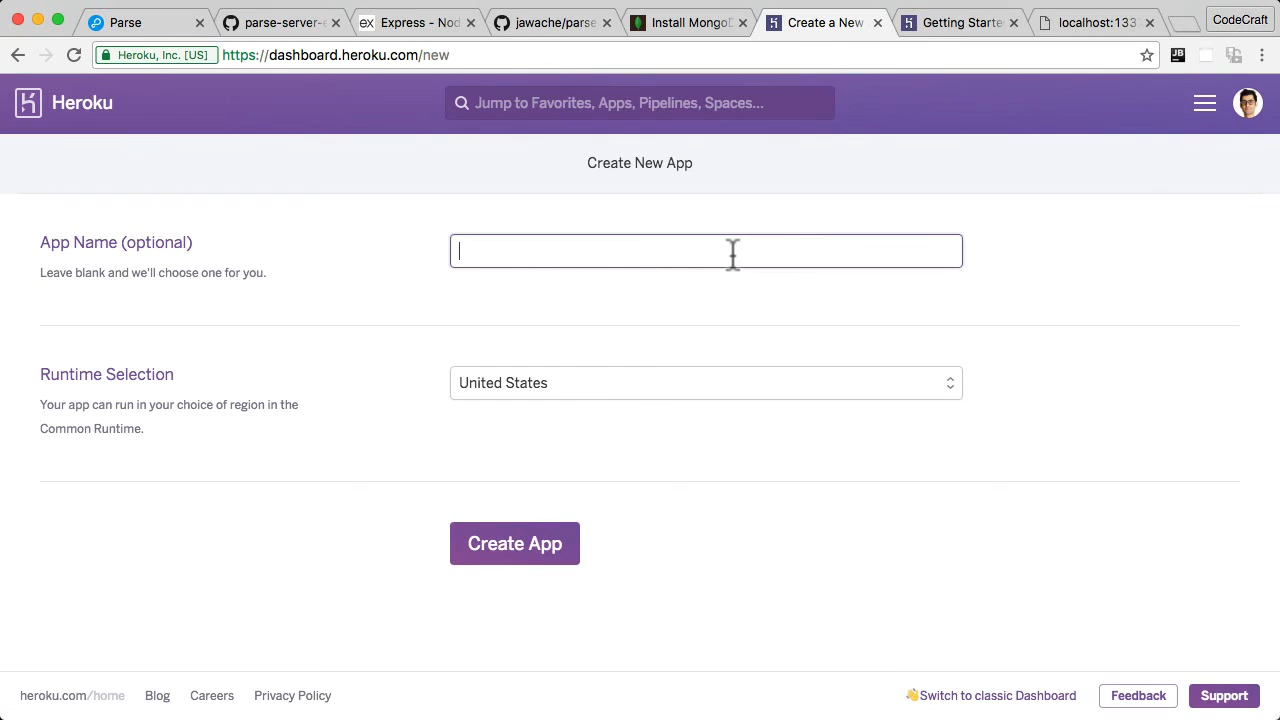 Parse
parse-server-e
Express - Nod
jawache/parse
Install MongoD
Create a New
Getting Starte
localhost:133
CodeCraft
Heroku, Inc. [US]
https://dashboard.heroku.com/new
Heroku
Jump to Favorites, Apps, Pipelines, Spaces...
Create New App
App Name (optional)
Leave blank and we'll choose one for you.
Runtime Selection
United States
Your app can run in your choice of region in the
Common Runtime.
Create App
heroku.com/home
Blog
Careers
Privacy Policy
👋Switch to classic Dashboard
Feedback
Support